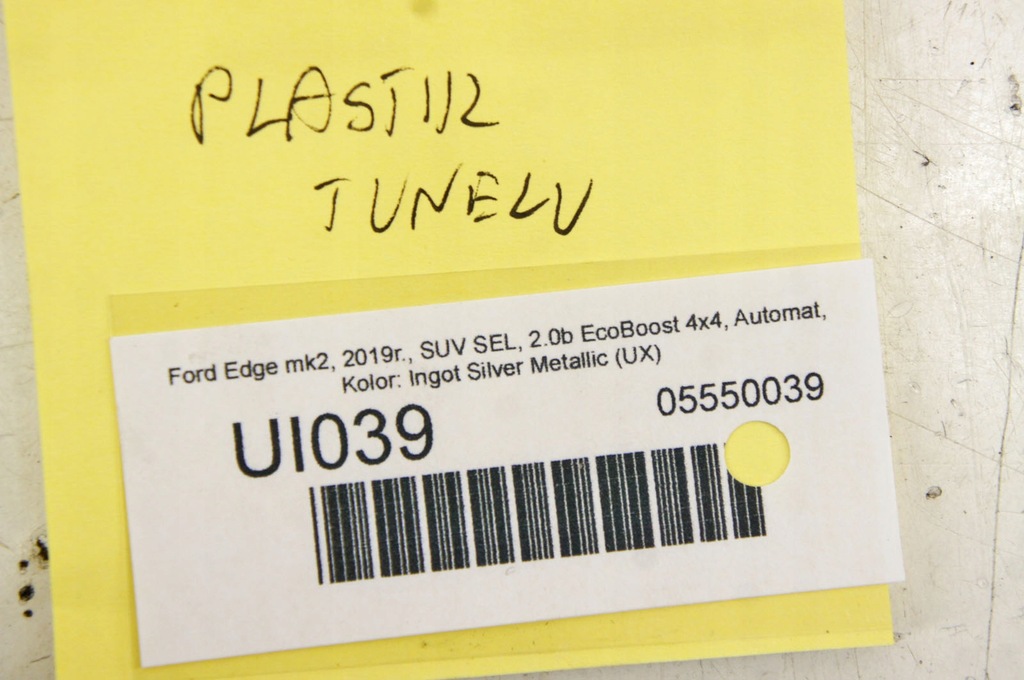 PLASTIK
TUNELU
Ford Edge mk2, 2019r., SUV SEL, 2.0b EcoBoost 4x4, Automat,
Kolor: Ingot Silver Metallic (UX)
05550039
UI039